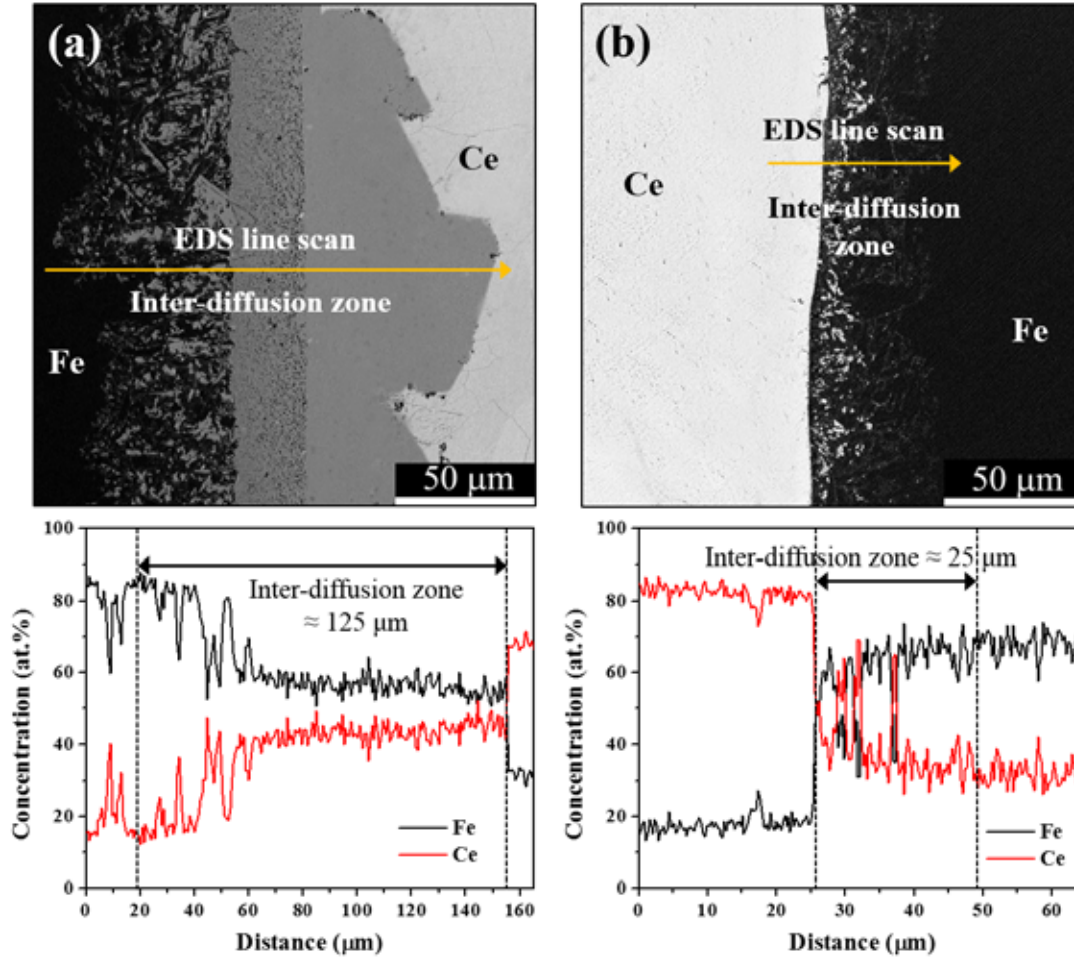 (a)
Ce
EDS line scan
Inter-diffusion zone
Fe
50 μm
(b)
EDS line scan
Ce
Inter-diffusion
zone
Fe
50 μm
100
80
60
40
20
0
Concentration (at.%)
Inter-diffusion zone
≈ 125 μm
Fe
Ce
0 20 40 60 80 100 120 140 160
Distance (μm)
100
80
60
40
20
0
Concentration (at.%)
Inter-diffusion zone ≈ 25 μm
Fe
Ce
0 10 20 30 40 50 60
Distance (μm)